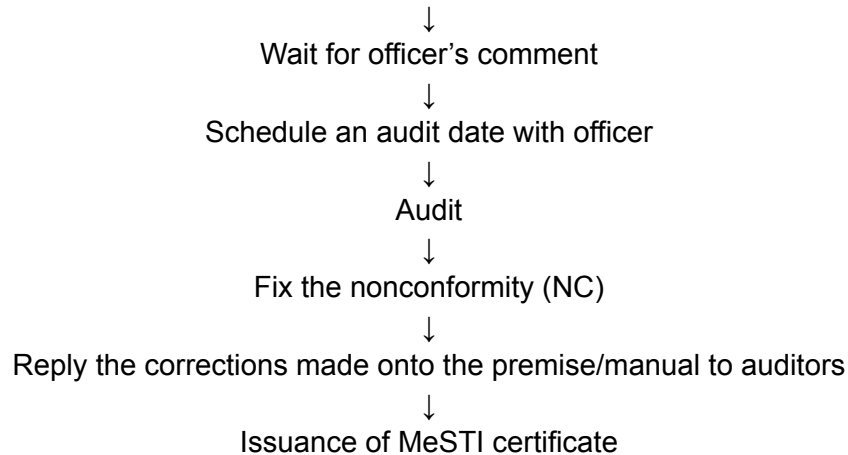 ↓
Wait for officer’s comment
↓
Schedule an audit date with officer
↓
Audit
↓
Fix the nonconformity (NC)
↓
Reply the corrections made onto the premise/manual to auditors
↓
Issuance of MeSTI certificate